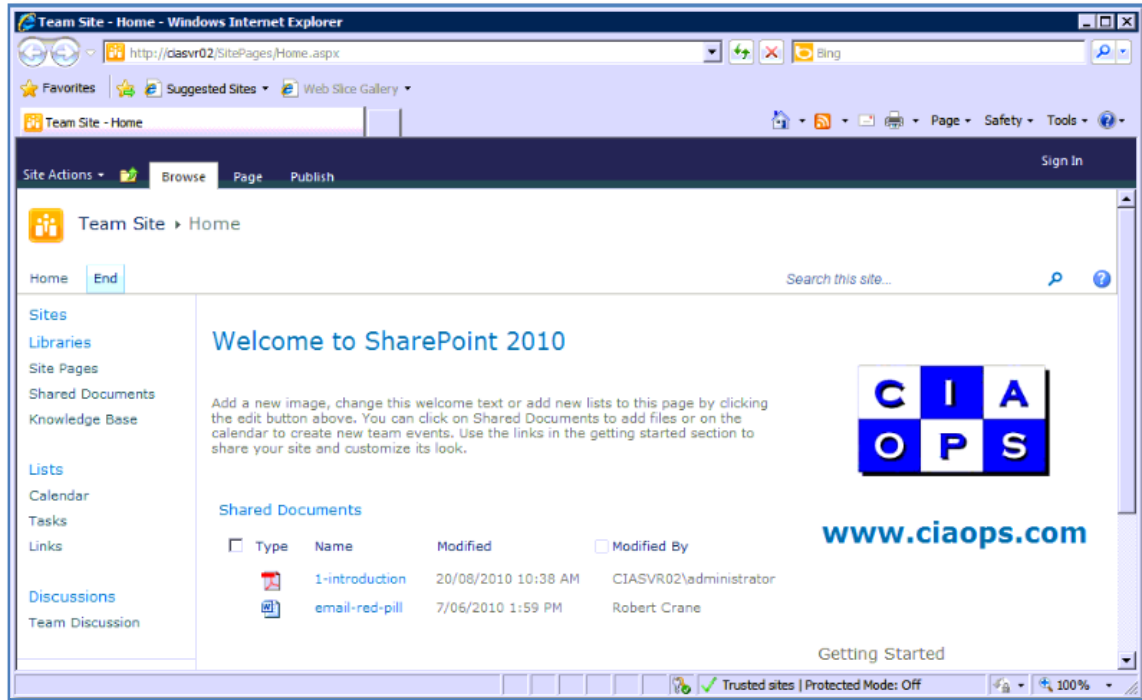 Team Site - Home - Windows Internet Explorer
http://ciasvr02/SitePages/Home.aspx
Bing
Favorites Suggested Sites Web Slice Gallery
Team Site - Home
Page Safety Tools
Sign In
Site Actions Browse Page Publish
Team Site Home
Home End
Search this site...
Sites
Libraries
Site Pages
Shared Documents
Knowledge Base
Lists
Calendar
Tasks
Links
Discussions
Team Discussion
Welcome to SharePoint 2010
Add a new image, change this welcome text or add new lists to this page by clicking
the edit button above. You can click on Shared Documents to add files or on the
calendar to create new team events. Use the links in the getting started section to
share your site and customize its look.
Shared Documents
Type Name Modified Modified By
1-introduction 20/08/2010 10:38 AM CIASVR02\administrator
email-red-pill 7/06/2010 1:59 PM Robert Crane
C I A
O P S
www.ciaops.com
Getting Started
Trusted sites | Protected Mode: Off
100%